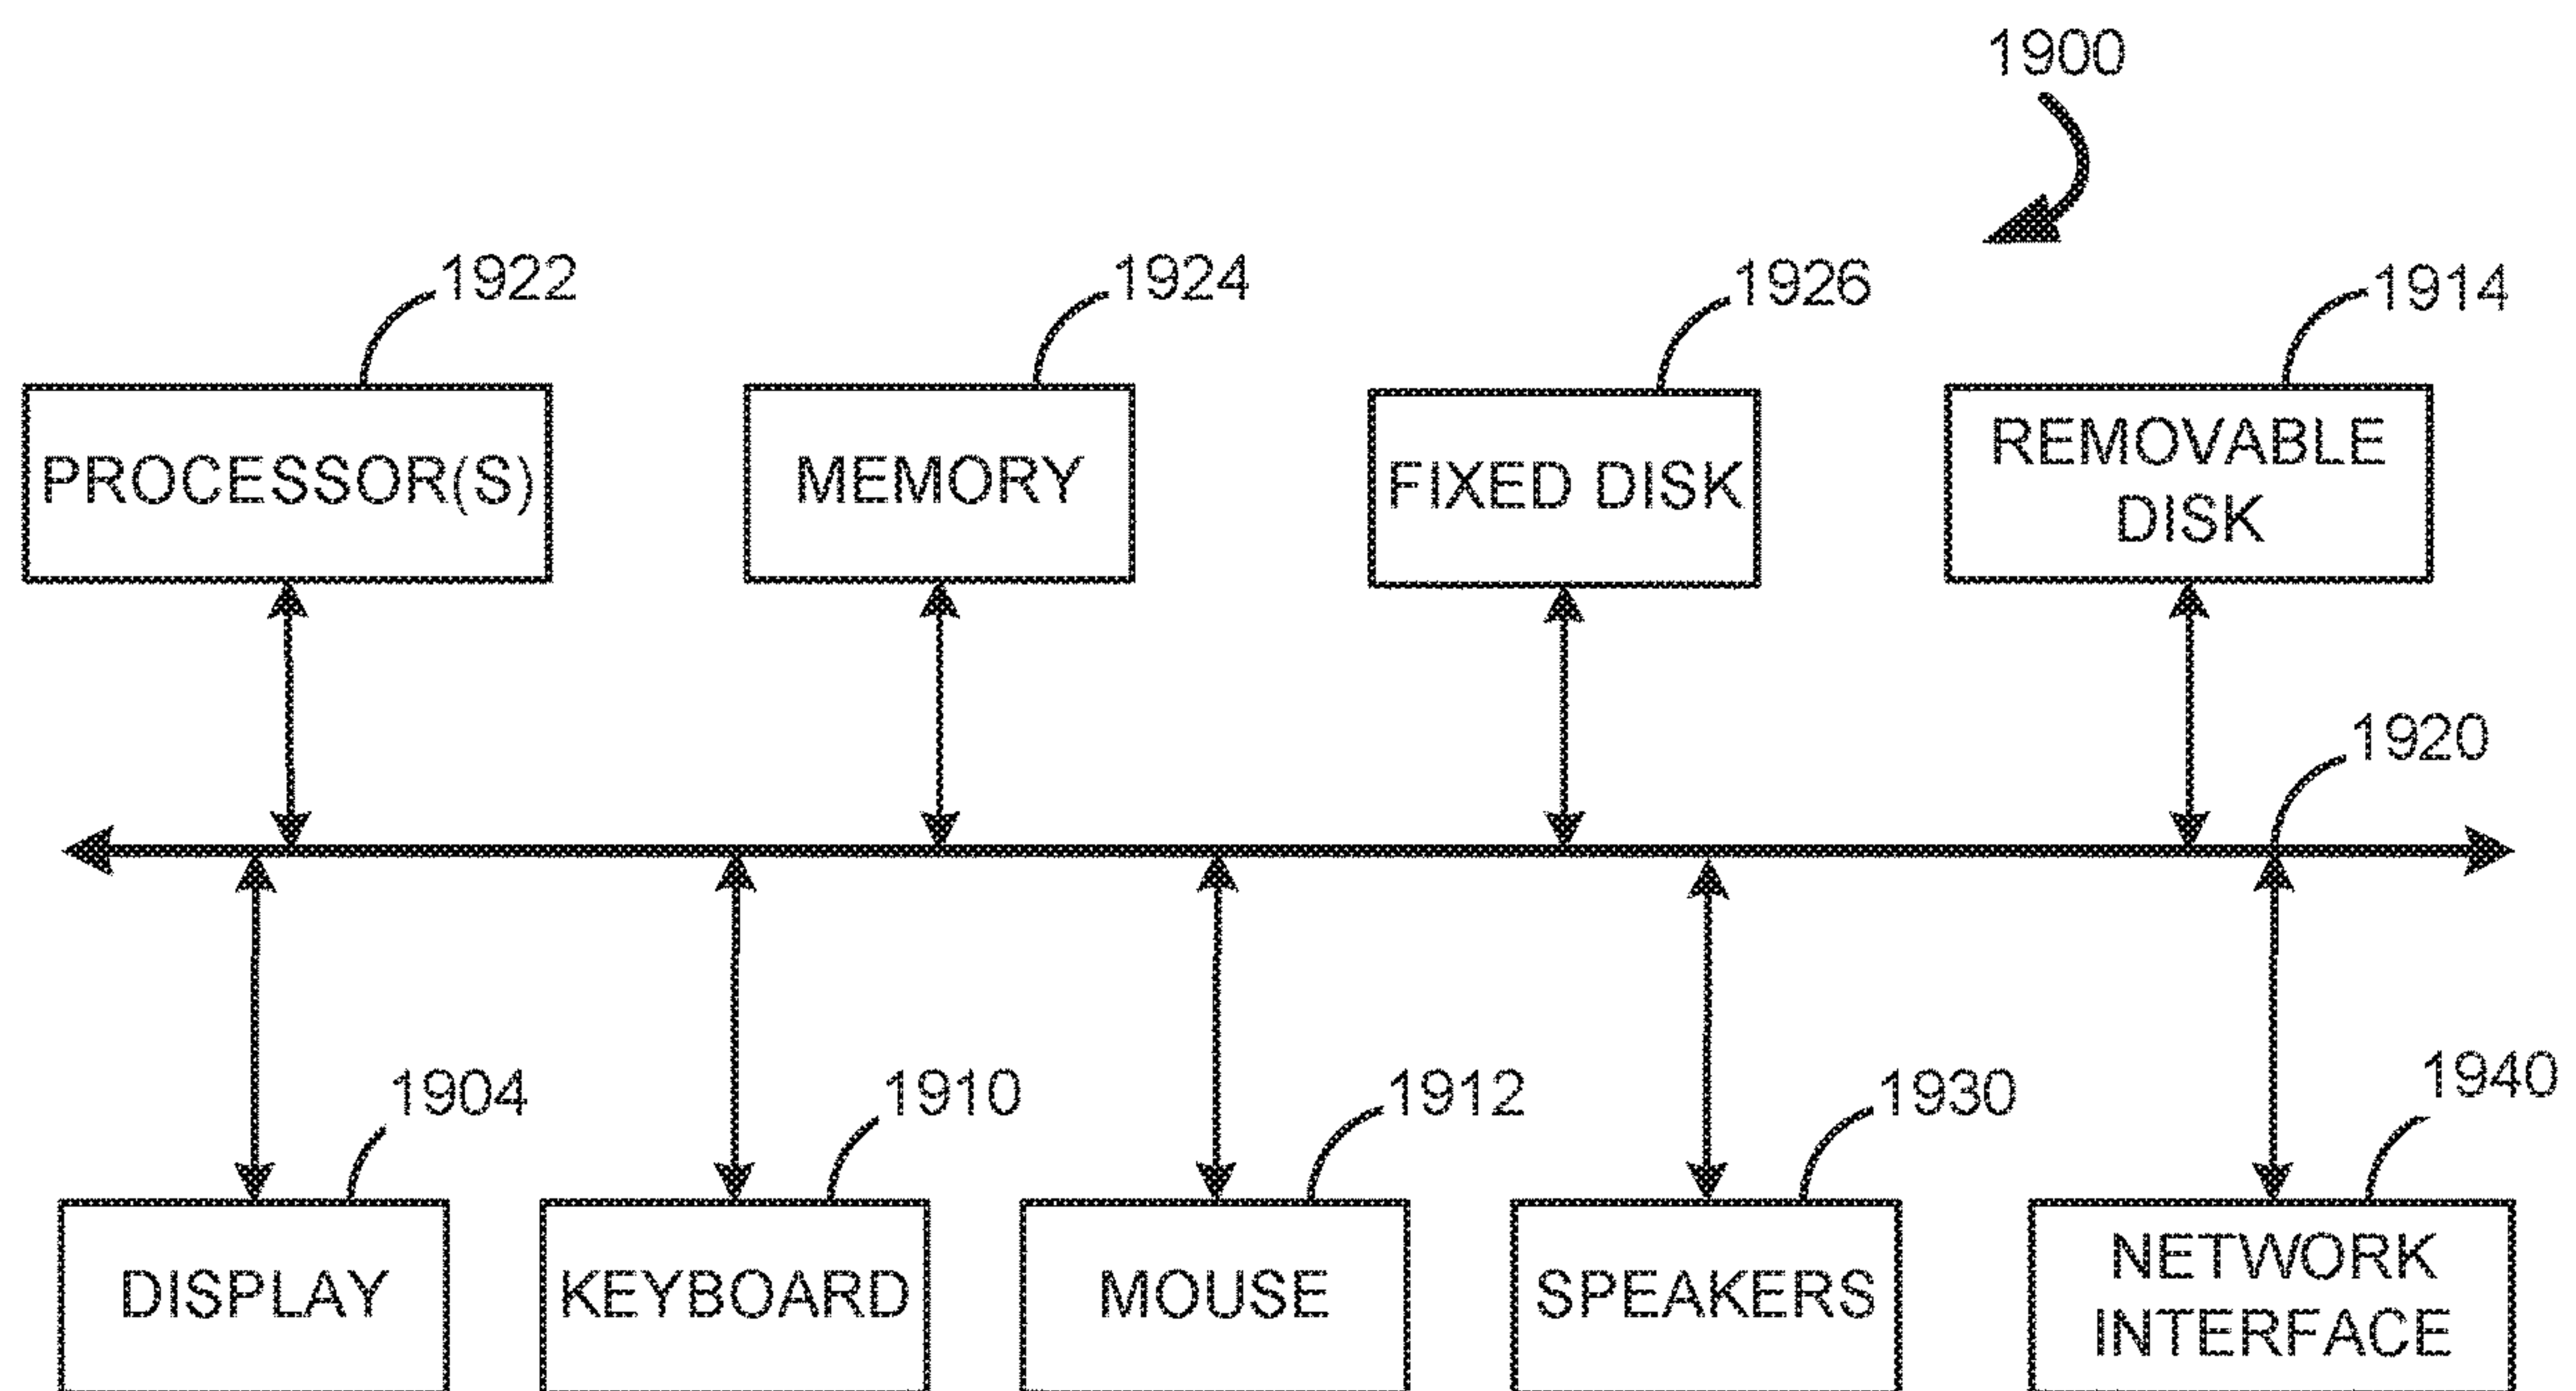 1900
1922
1924
1926
1914
PROCESSOR(S)
MEMORY
FIXED DISK
REMOVABLE
DISK
1920
1904
1910
1912
1930
1940
DISPLAY
KEYBOARD
MOUSE
SPEAKERS
NETWORK
INTERFACE